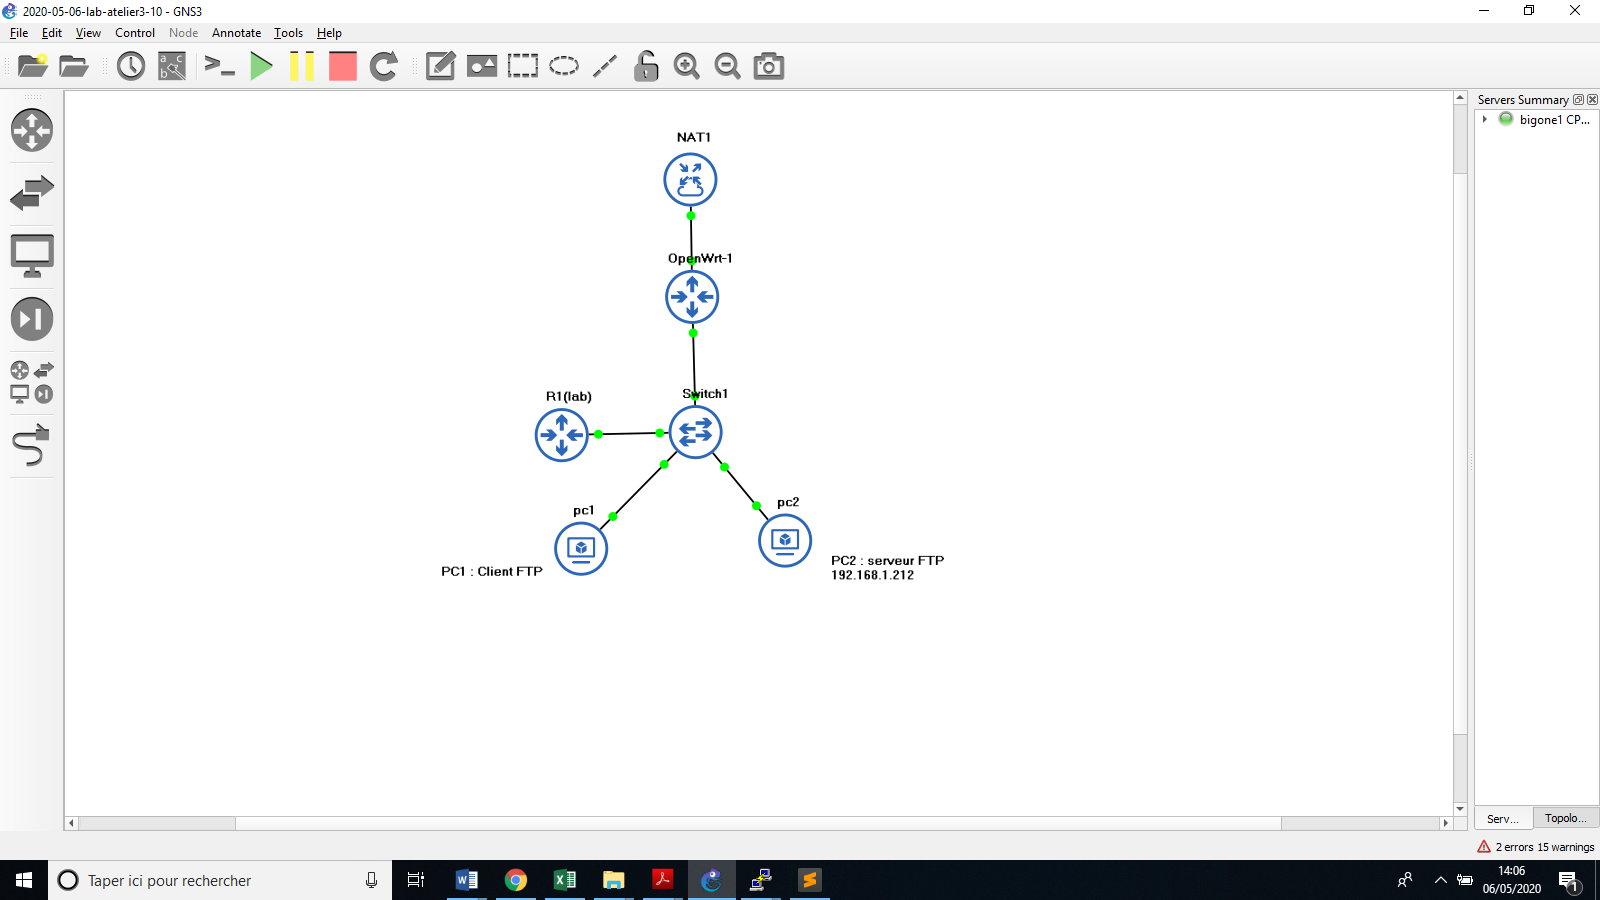 2020-05-06-lab-atelier3-10 - GNS3
File Edit View Control Node Annotate Tools Help
Servers Summary
bigone1 CP...
NAT1
OpenWrt-1
R1(lab)
Switch1
pc1
pc2
PC1 : Client FTP
PC2 : serveur FTP
192.168.1.212
Serv... Topolo...
2 errors 15 warnings
Taper ici pour rechercher
14:06
06/05/2020
1